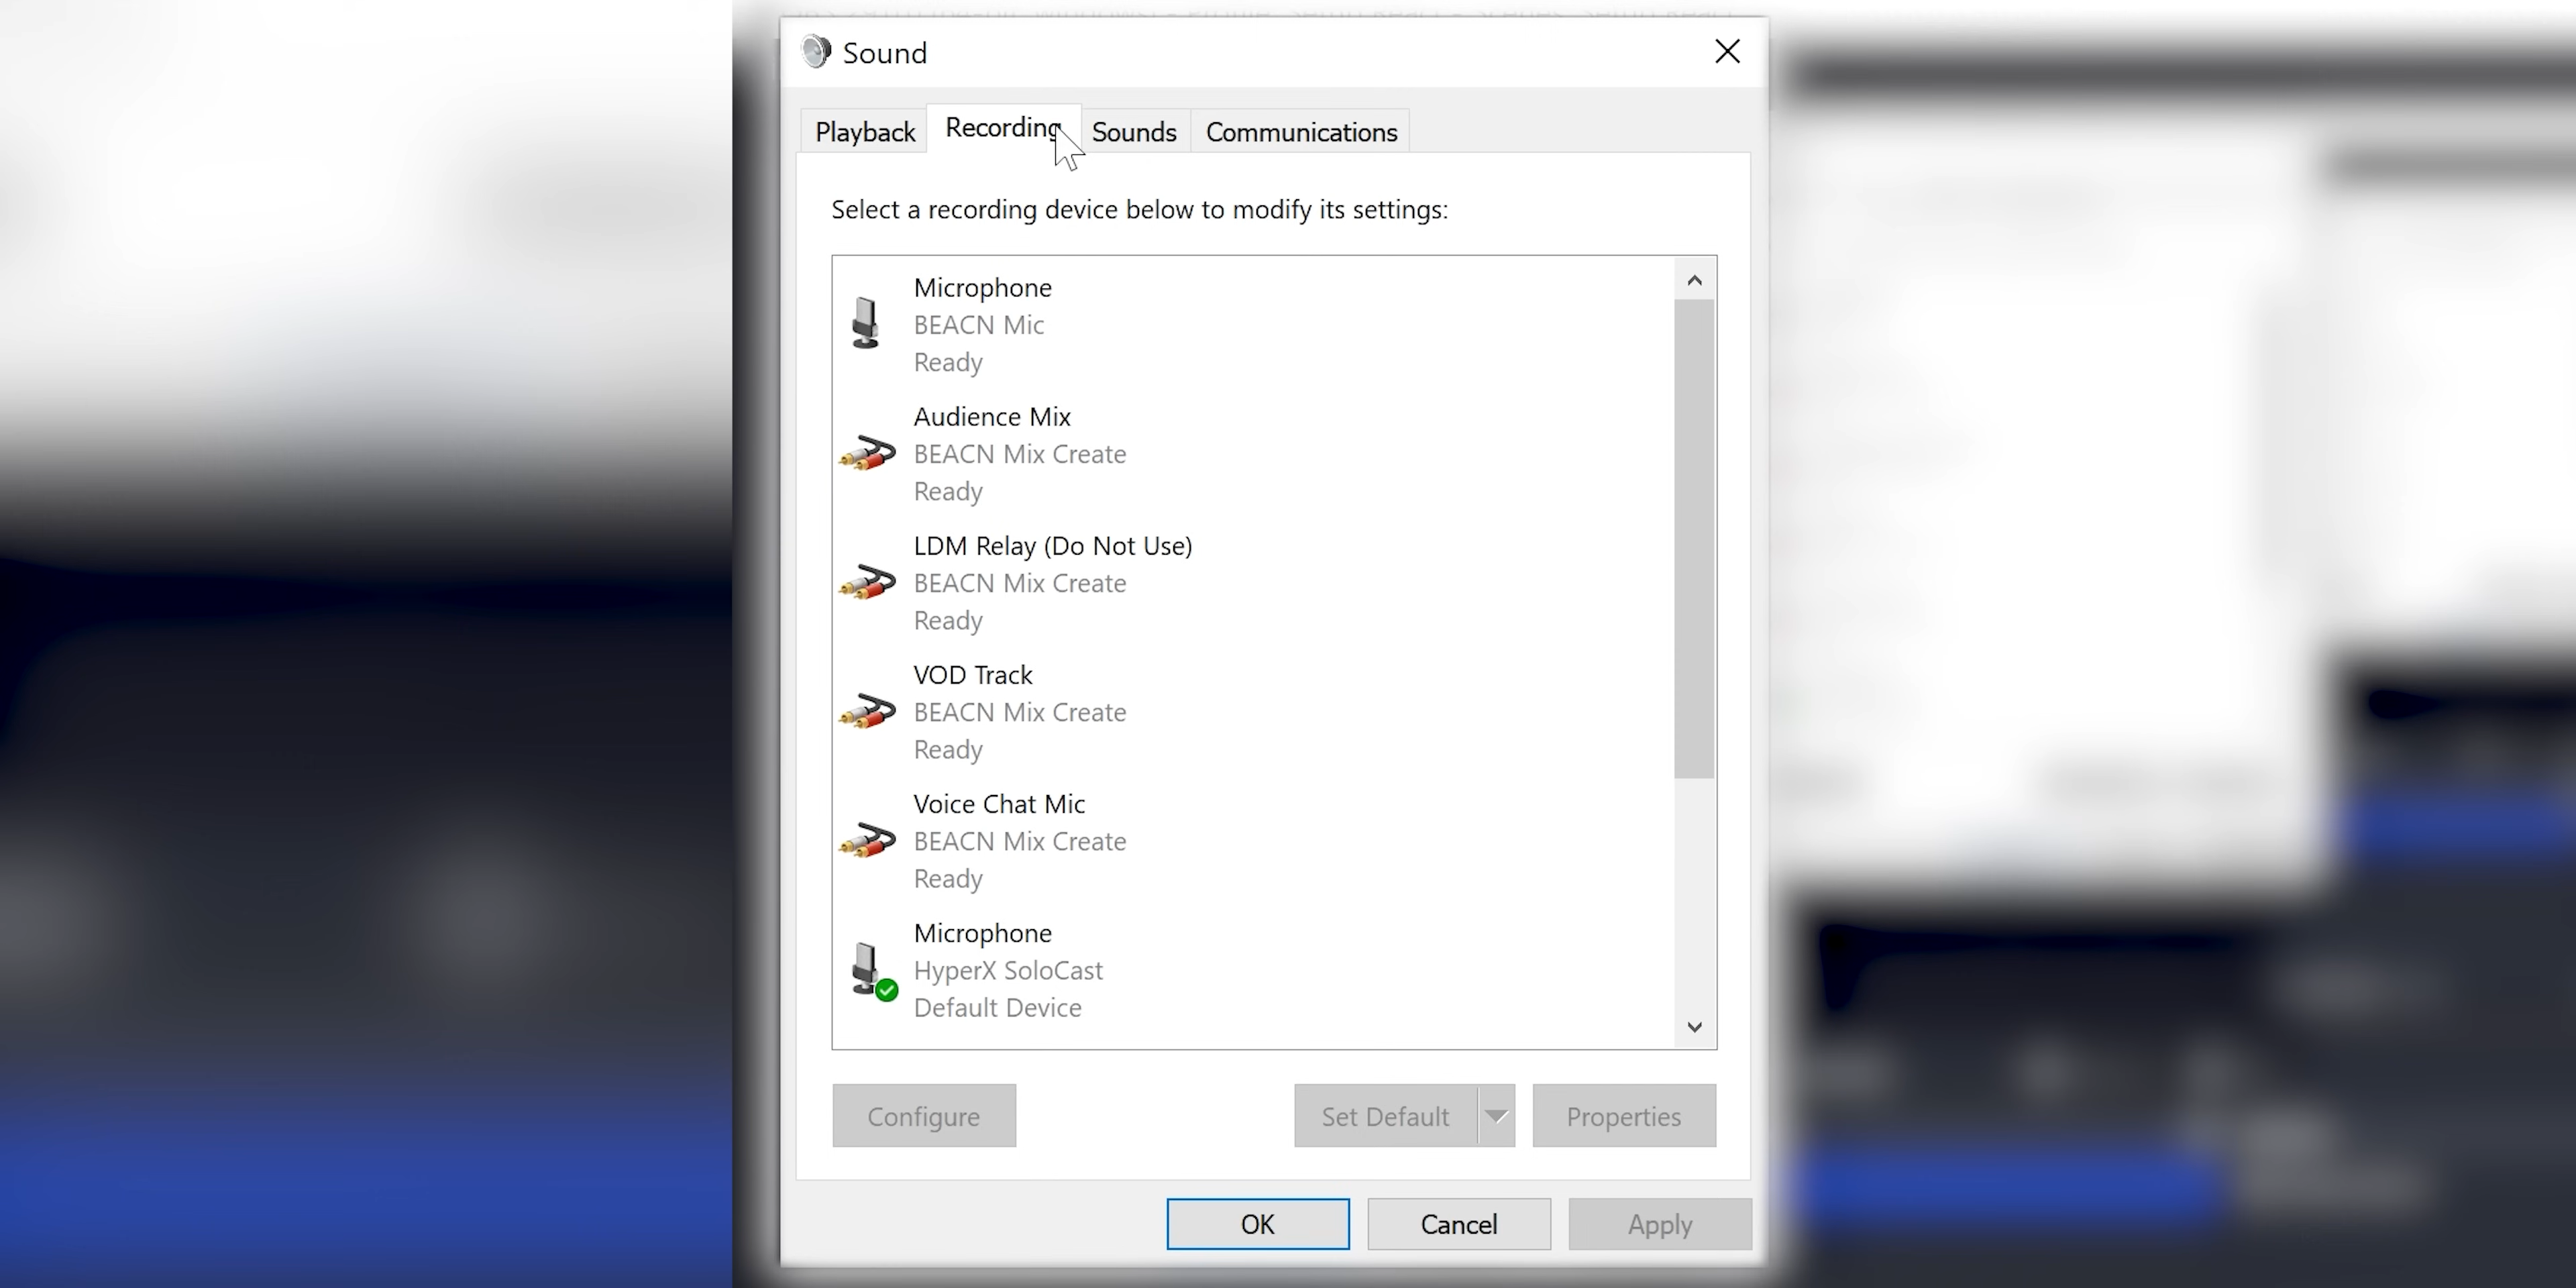 Sound
Playback
Recording
Sounds
Communications
Select a recording device below to modify its settings:
Microphone
BEACN Mic
Ready
Audience Mix
BEACN Mix Create
Ready
LDM Relay (Do Not Use)
BEACN Mix Create
Ready
VOD Track
BEACN Mix Create
Ready
Voice Chat Mic
BEACN Mix Create
Ready
Microphone
HyperX SoloCast
Default Device
Configure
Set Default
Properties
OK
Cancel
Apply